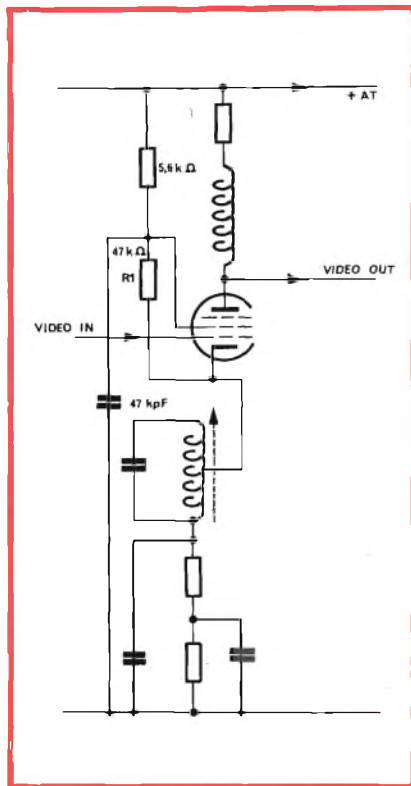 + AT
5,6 k Ω
47 k Ω
R1
VIDEO OUT
VIDEO IN
47 kpF